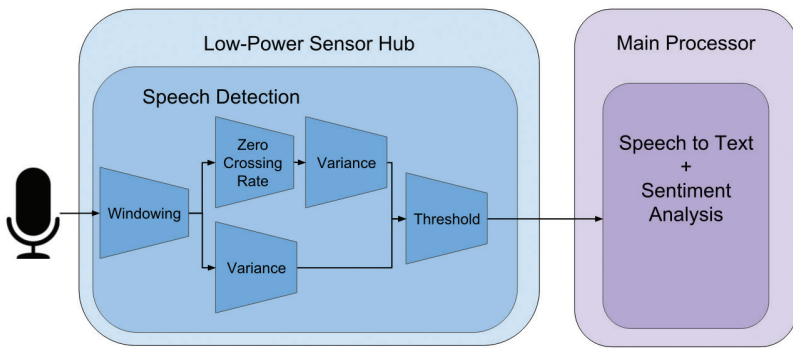 Low-Power Sensor Hub
Main Processor
Speech Detection
Zero
Crossing
Rate
Variance
Windowing
Threshold
Variance
Speech to Text
+
Sentiment
Analysis